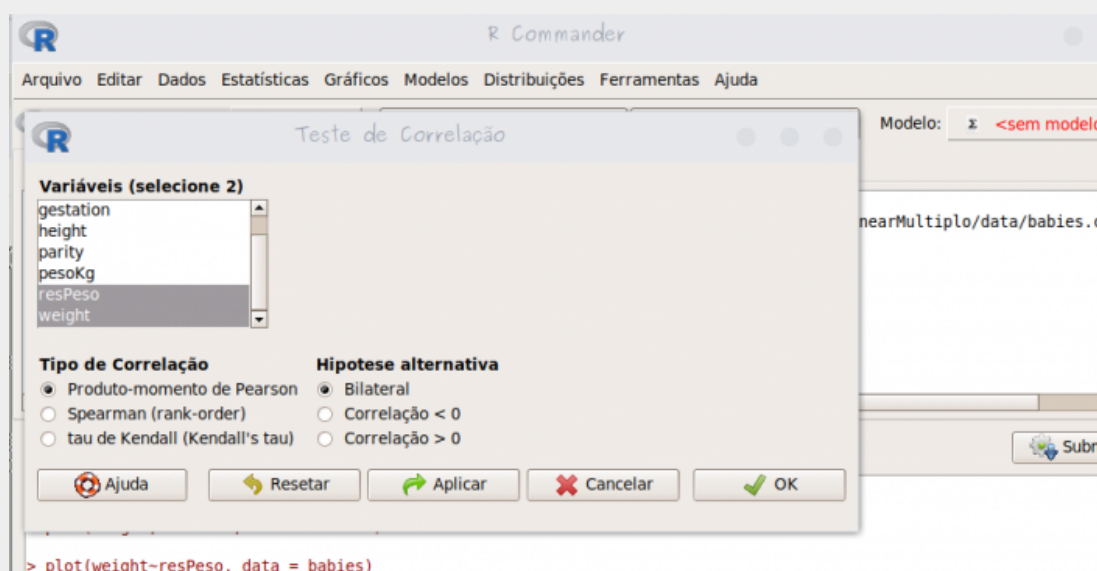 R Commander
Arquivo Editar Dados Estatísticas Gráficos Modelos Distribuições Ferramentas Ajuda
Teste de Correlação
Modelo: Σ <sem modelo
Variáveis (selecione 2)
gestation
height
parity
pesoKg
resPeso
weight
nearMultiplo/data/babies.
Tipo de Correlação Hipotese alternativa
Produto-momento de Pearson Bilateral
Spearman (rank-order) Correlação < 0
tau de Kendall (Kendall's tau) Correlação > 0
Subm
Ajuda Resetar Aplicar Cancelar OK
> plot(weight~resPeso, data = babies)